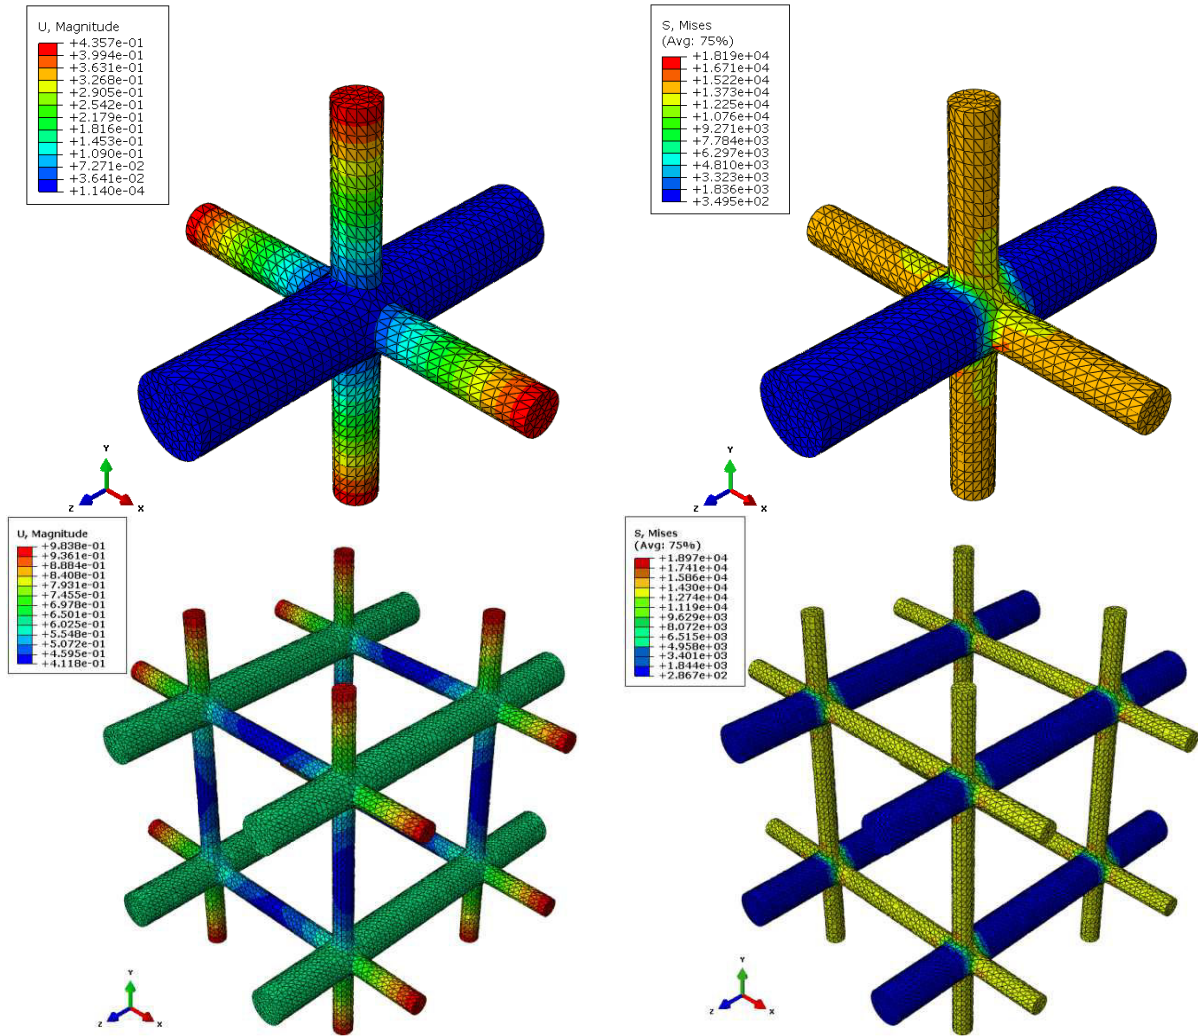 U, Magnitude
+4.357e-01
+3.994e-01
+3.631e-01
+3.268e-01
+2.905e-01
+2.542e-01
+2.179e-01
+1.816e-01
+1.453e-01
+1.090e-01
+7.271e-02
+3.641e-02
+1.140e-04
Y
Z
X
S, Mises
(Avg: 75%)
+1.819e+04
+1.671e+04
+1.522e+04
+1.373e+04
+1.225e+04
+1.076e+04
+9.271e+03
+7.784e+03
+6.297e+03
+4.810e+03
+3.323e+03
+1.836e+03
+3.495e+02
Y
Z
X
U, Magnitude
+9.838e-01
+9.361e-01
+8.884e-01
+8.408e-01
+7.931e-01
+7.455e-01
+6.978e-01
+6.501e-01
+6.025e-01
+5.548e-01
+5.072e-01
+4.595e-01
+4.118e-01
Y
Z
X
S, Mises
(Avg: 75%)
+1.897e+04
+1.741e+04
+1.586e+04
+1.430e+04
+1.274e+04
+1.119e+04
+9.629e+03
+8.072e+03
+6.515e+03
+4.958e+03
+3.401e+03
+1.844e+03
+2.867e+02
Y
Z
X